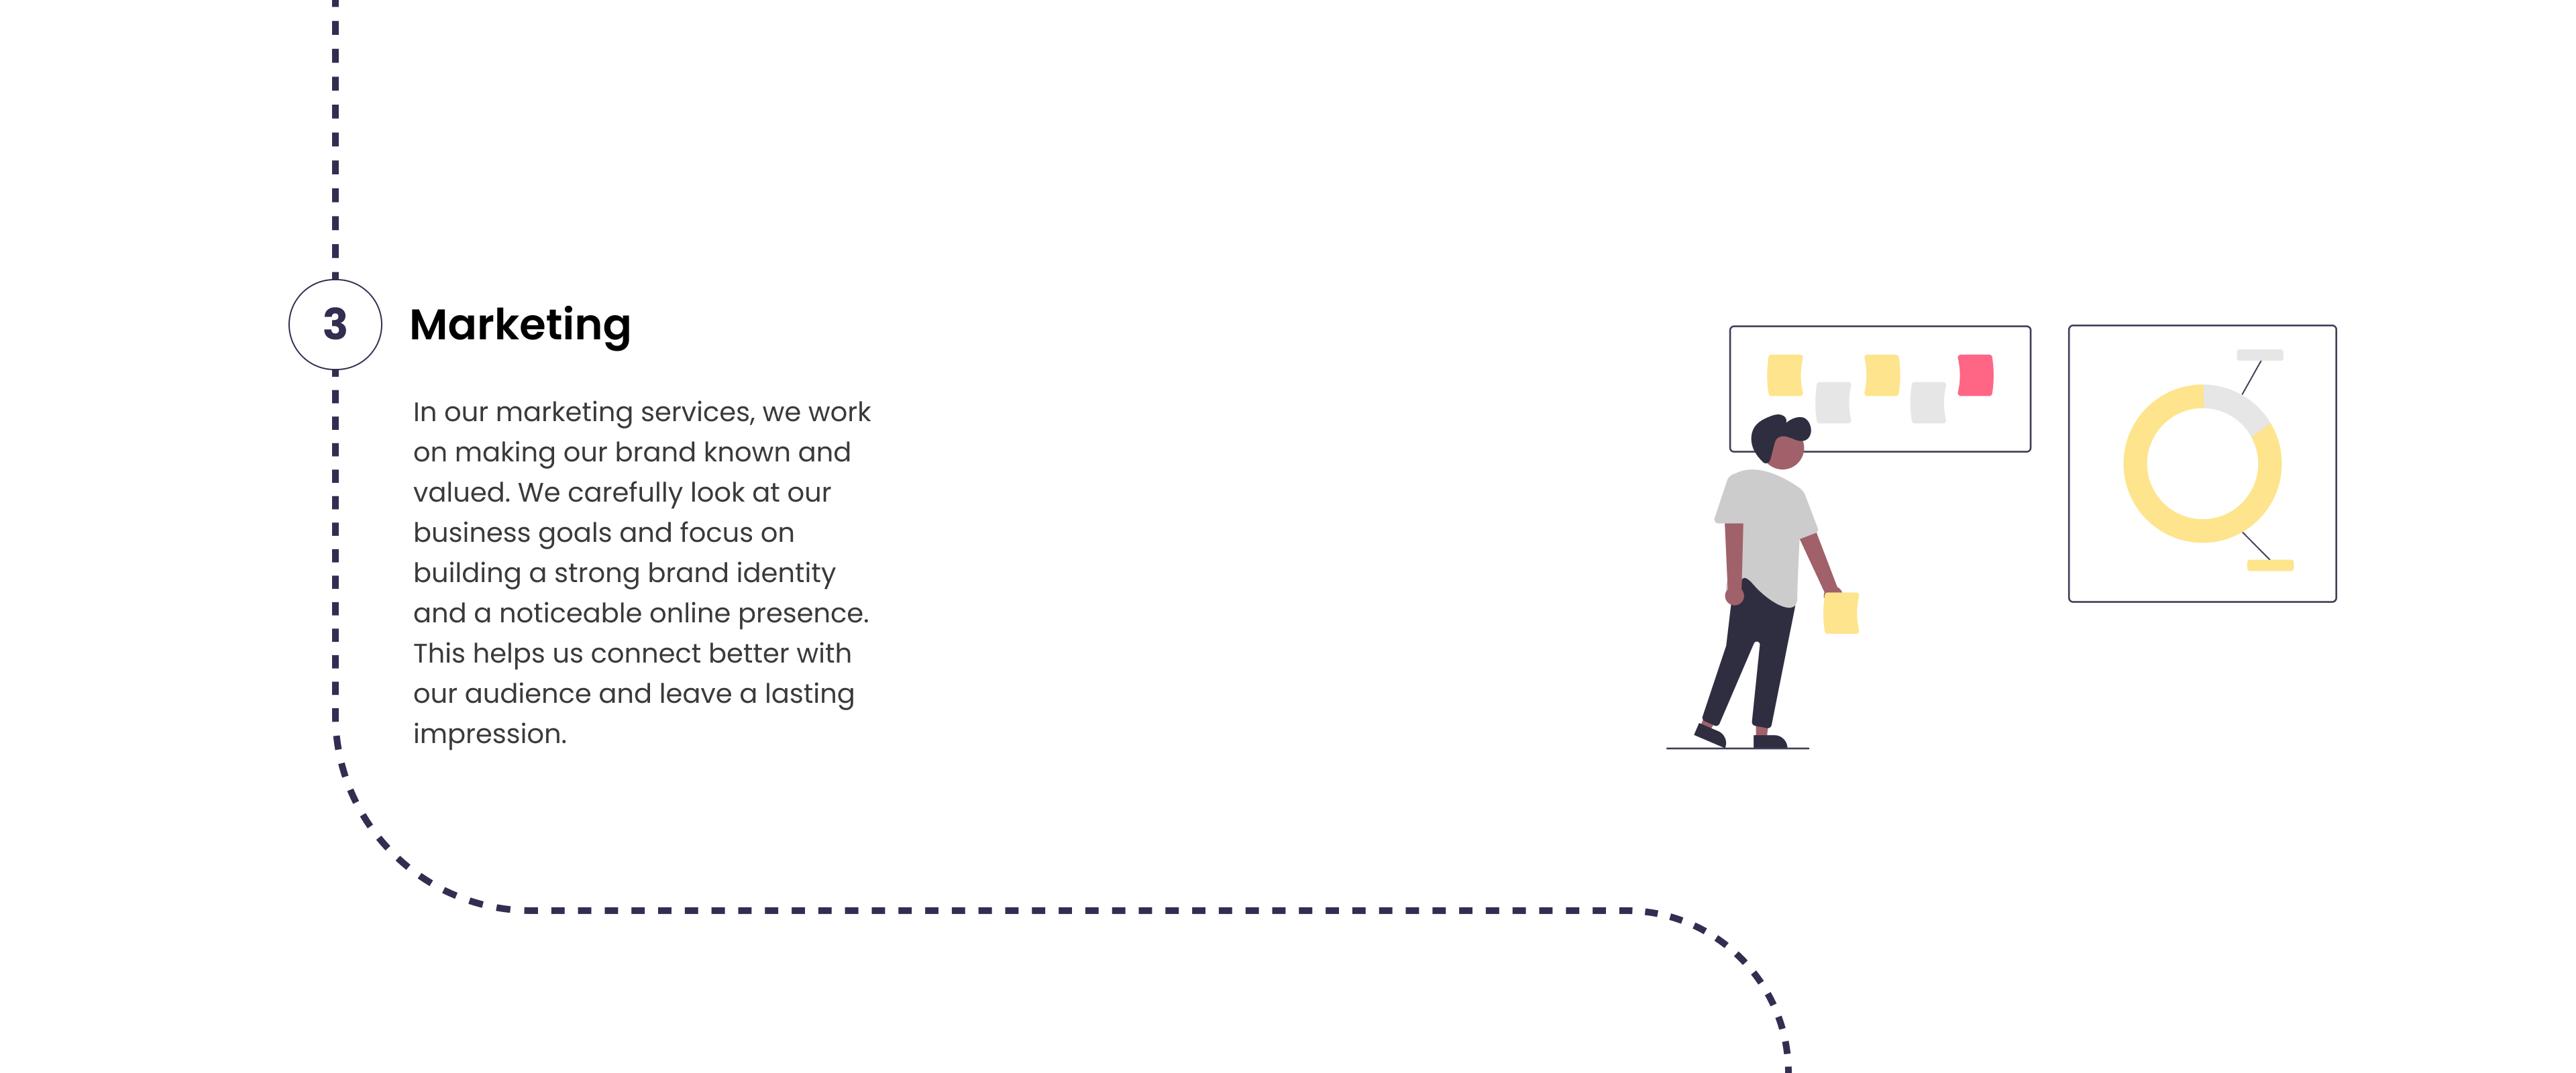 3
Marketing
In our marketing services, we work
on making our brand known and
valued. We carefully look at our
business goals and focus on
building a strong brand identity
and a noticeable online presence.
This helps us connect better with
our audience and leave a lasting
impression.